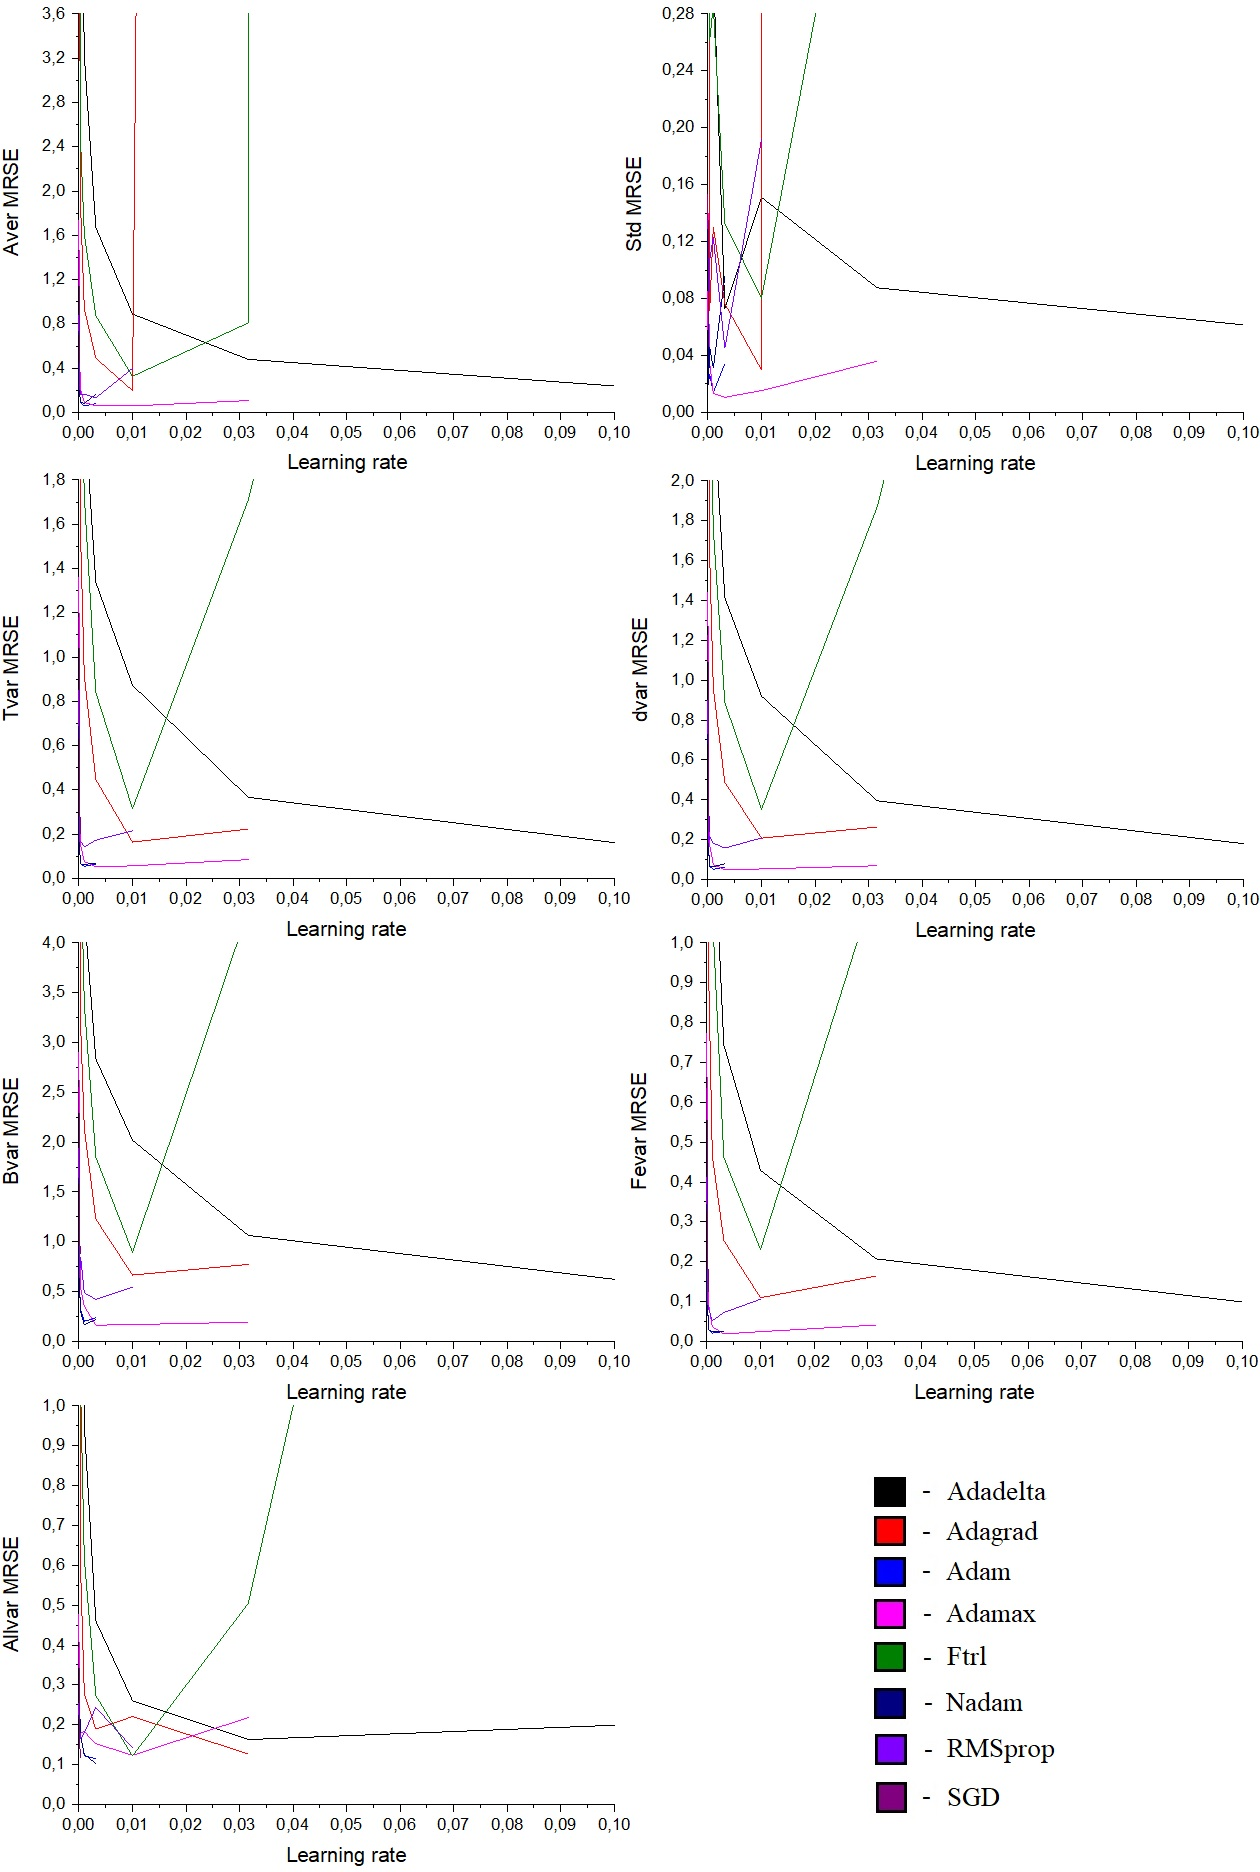 Aver MRSE
3,6
3,2
2,8
2,4
2,0
1,6
1,2
0,8
0,4
0,0
0,00 0,01 0,02 0,03 0,04 0,05 0,06 0,07 0,08 0,09 0,10
Learning rate
Std MRSE
0,28
0,24
0,20
0,16
0,12
0,08
0,04
0,00
0,00 0,01 0,02 0,03 0,04 0,05 0,06 0,07 0,08 0,09 0,10
Learning rate
Tvar MRSE
1,8
1,6
1,4
1,2
1,0
0,8
0,6
0,4
0,2
0,0
0,00 0,01 0,02 0,03 0,04 0,05 0,06 0,07 0,08 0,09 0,10
Learning rate
dvar MRSE
2,0
1,8
1,6
1,4
1,2
1,0
0,8
0,6
0,4
0,2
0,0
0,00 0,01 0,02 0,03 0,04 0,05 0,06 0,07 0,08 0,09 0,10
Learning rate
Bvar MRSE
4,0
3,5
3,0
2,5
2,0
1,5
1,0
0,5
0,0
0,00 0,01 0,02 0,03 0,04 0,05 0,06 0,07 0,08 0,09 0,10
Learning rate
Fevar MRSE
1,0
0,9
0,8
0,7
0,6
0,5
0,4
0,3
0,2
0,1
0,0
0,00 0,01 0,02 0,03 0,04 0,05 0,06 0,07 0,08 0,09 0,10
Learning rate
Allvar MRSE
1,0
0,9
0,8
0,7
0,6
0,5
0,4
0,3
0,2
0,1
0,0
0,00 0,01 0,02 0,03 0,04 0,05 0,06 0,07 0,08 0,09 0,10
Learning rate
- Adadelta
- Adagrad
- Adam
- Adamax
- Ftrl
- Nadam
- RMSprop
- SGD